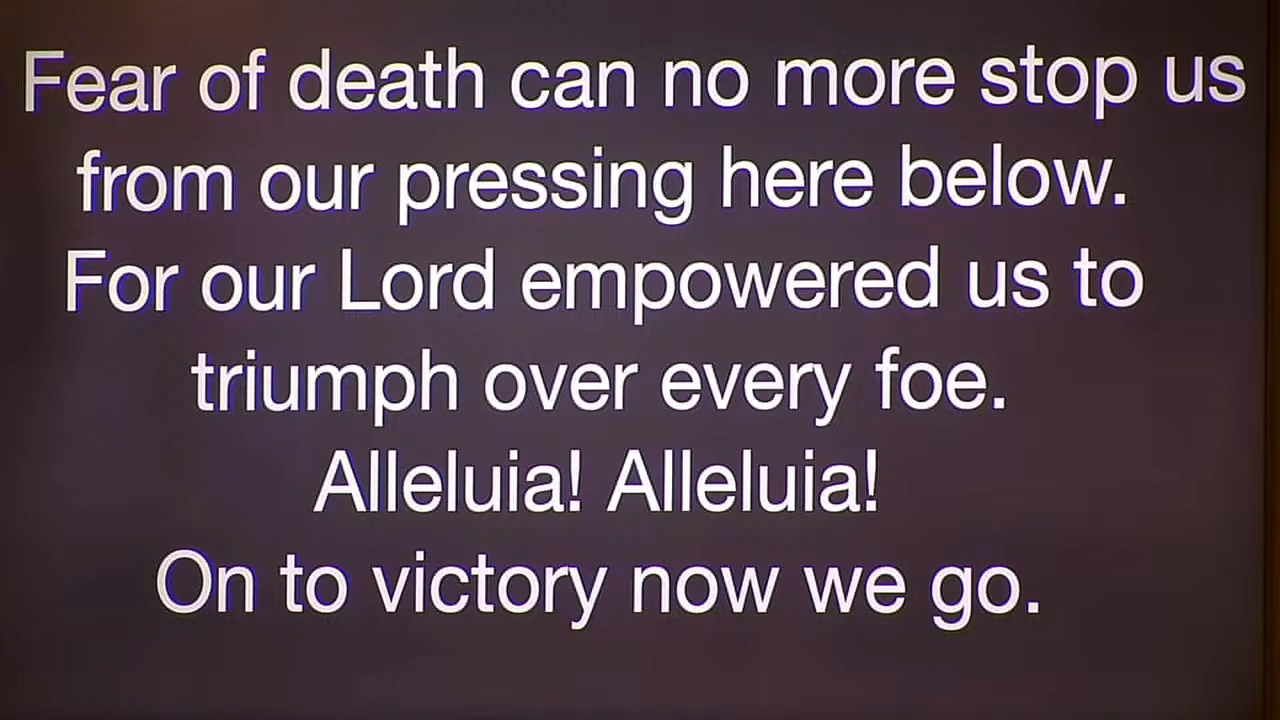 Fear of death can no more stop us
from our pressing here below.
For our Lord empowered us to
triumph over every foe.
Alleluia! Alleluia!
On to victory now we go.